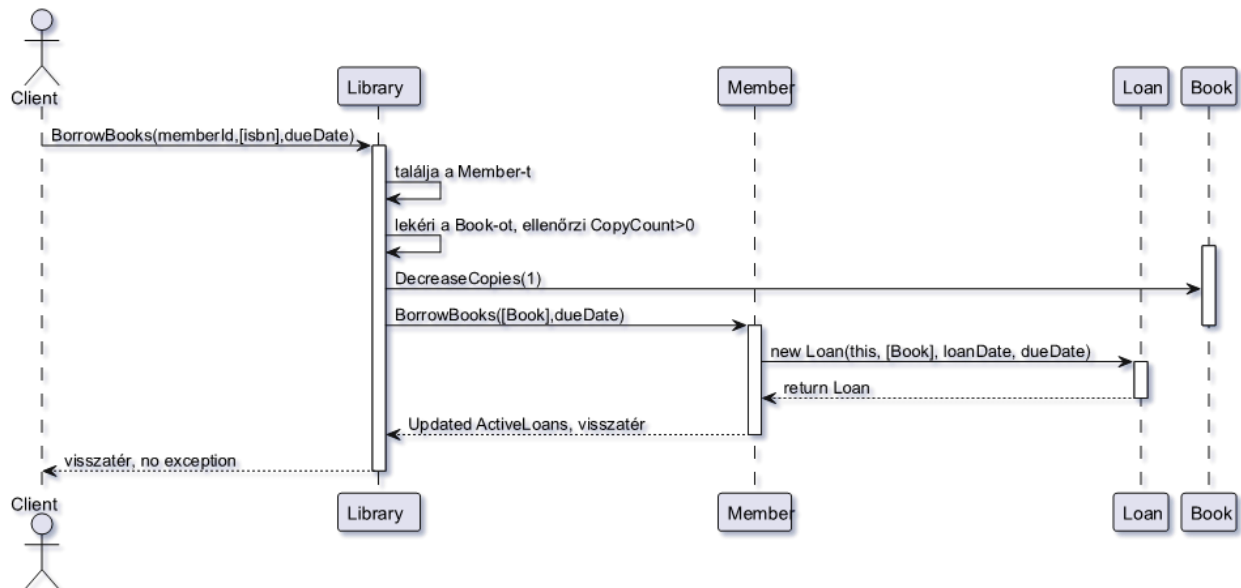 Client
Library
Member
Loan
Book
BorrowBooks(memberId,[isbn],dueDate)
találja a Member-t
lekéri a Book-ot, ellenőrzi CopyCount>0
DecreaseCopies(1)
BorrowBooks([Book],dueDate)
new Loan(this, [Book], loanDate, dueDate)
return Loan
Updated ActiveLoans, visszatér
visszatér, no exception
Client
Library
Member
Loan
Book